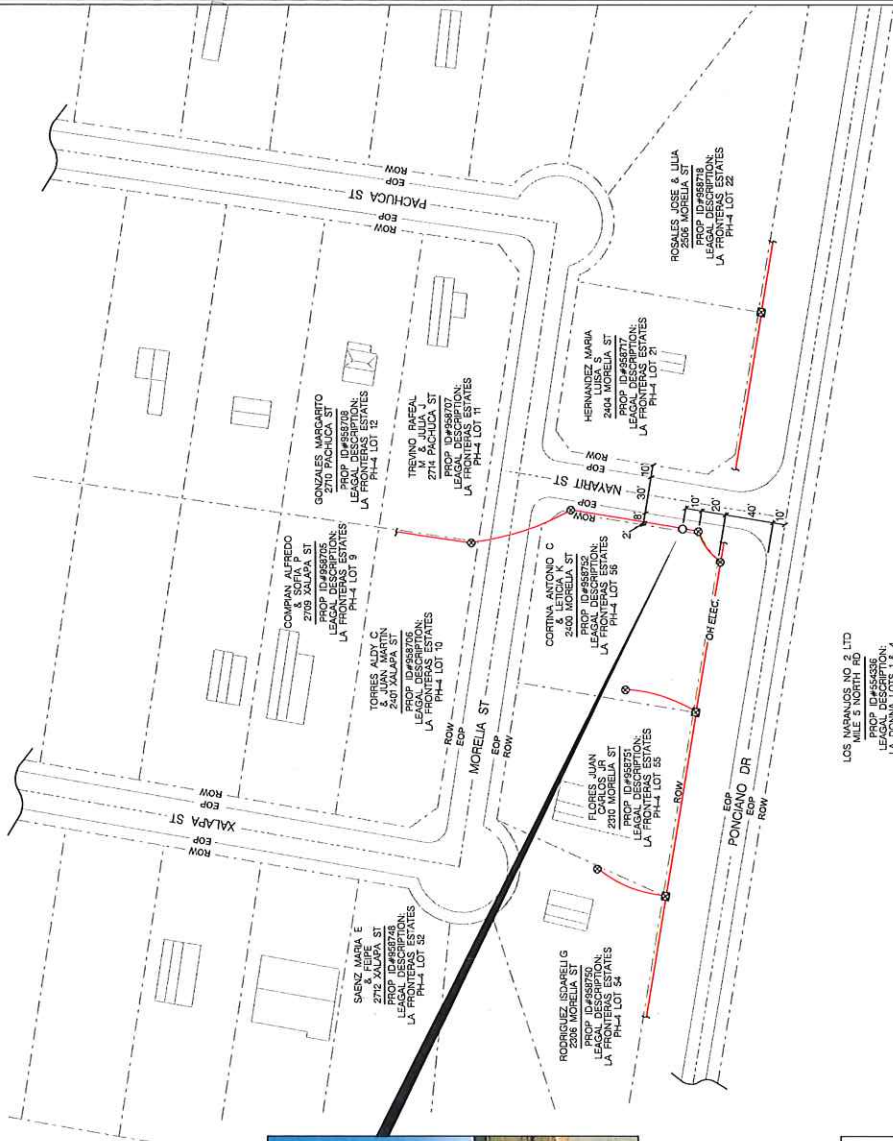 ROW
EOP
PACHUCA ST
EOP
ROW
ROSALES JOSE & LILIA
2506 MORELIA ST
PROP ID#958718
LEAGAL DESCRIPTION:
LA FRONTERAS ESTATES
PH-4 LOT 22
HERNANDEZ MARIA
LUISA S
2404 MORELIA ST
PROP ID#958717
LEAGAL DESCRIPTION:
LA FRONTERAS ESTATES
PH-4 LOT 21
GONZALES MARGARITO
2710 PACHUCA ST
PROP ID#958708
LEAGAL DESCRIPTION:
LA FRONTERAS ESTATES
PH-4 LOT 12
TREVINO RAFEAL
M & JULIA J
2714 PACHUCA ST
PROP ID#958707
LEAGAL DESCRIPTION:
LA FRONTERAS ESTATES
PH-4 LOT 11
ROW
EOP
NAYARIT ST
EOP
ROW
10'
30'
8'
2'
10'
20'
40'
10'
COMPIAN ALFREDO
& SOFIA P
2709 XALAPA ST
PROP ID#958705
LEAGAL DESCRIPTION:
LA FRONTERAS ESTATES
PH-4 LOT 9
TORRES ALDY C
& JUAN MARTIN
2401 XALAPA ST
PROP ID#958706
LEAGAL DESCRIPTION:
LA FRONTERAS ESTATES
PH-4 LOT 10
CORTINA ANTONIO C
& LETICIA K
2400 MORELIA ST
PROP ID#958752
LEAGAL DESCRIPTION:
LA FRONTERAS ESTATES
PH-4 LOT 56
OH ELEC.
ROW
EOP
MORELIA ST
EOP
ROW
FLORES JUAN
CARLOS JR
2310 MORELIA ST
PROP ID#958751
LEAGAL DESCRIPTION:
LA FRONTERAS ESTATES
PH-4 LOT 55
ROW
EOP
PONCIANO DR
EOP
ROW
LOS NARANJOS NO 2 LTD
MILE 5 NORTH RD
PROP ID#554336
LEAGAL DESCRIPTION:
LA DONNA LOTS 1 & 4
XALAPA ST
EOP
ROW
EOP
ROW
SAENZ MARIA E
& FEIPE
2712 XALAPA ST
PROP ID#958748
LEAGAL DESCRIPTION:
LA FRONTERAS ESTATES
PH-4 LOT 52
RODRIGUEZ ISDARELI G
2306 MORELIA ST
PROP ID#958750
LEAGAL DESCRIPTION:
LA FRONTERAS ESTATES
PH-4 LOT 54